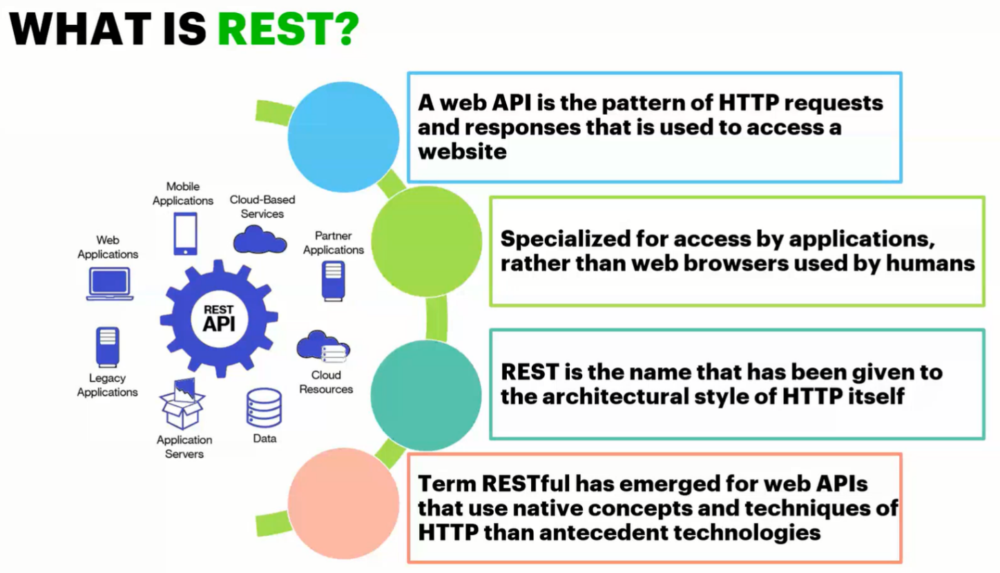 WHAT IS REST?
A web API is the pattern of HTTP requests
and responses that is used to access a
website
Mobile
Applications
Cloud-Based
Services
Web
Applications
Partner
Applications
Specialized for access by applications,
rather than web browsers used by humans
REST
API
Legacy
Applications
Cloud
Resources
Application
Servers
Data
REST is the name that has been given to
the architectural style of HTTP itself
Term RESTful has emerged for web APIs
that use native concepts and techniques of
HTTP than antecedent technologies